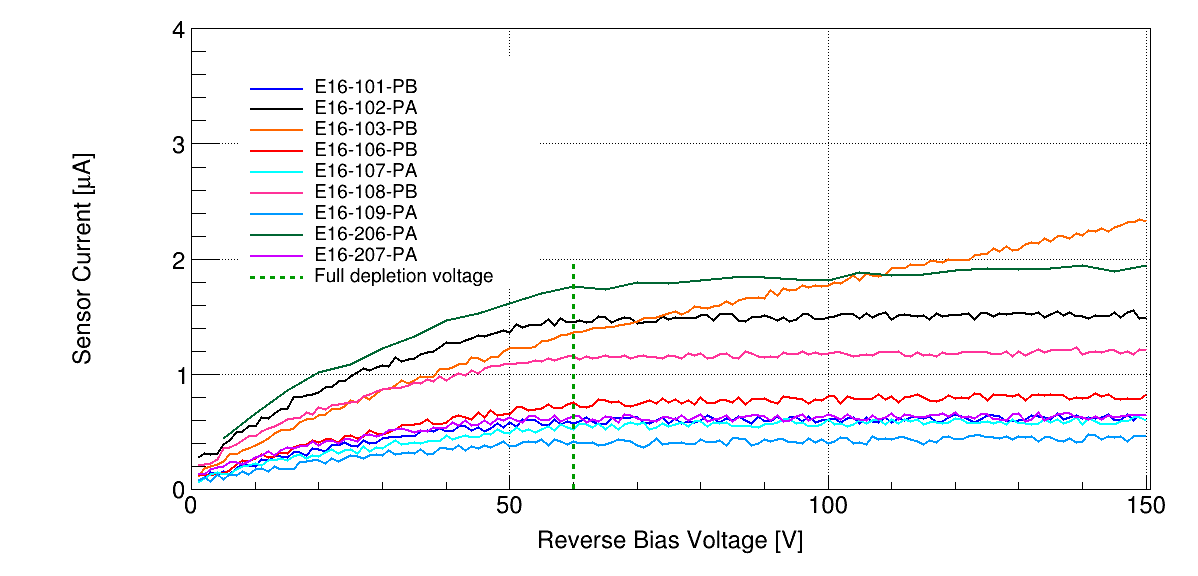 4
E16-101-PB
E16-102-PA
E16-103-PB
3
E16-106-PB
E16-107-PA
E16-108-PB
E16-109-PA
E16-206-PA
2
E16-207-PA
Full depletion voltage
Sensor Current [μA]
1
0
0 50 100 150
Reverse Bias Voltage [V]